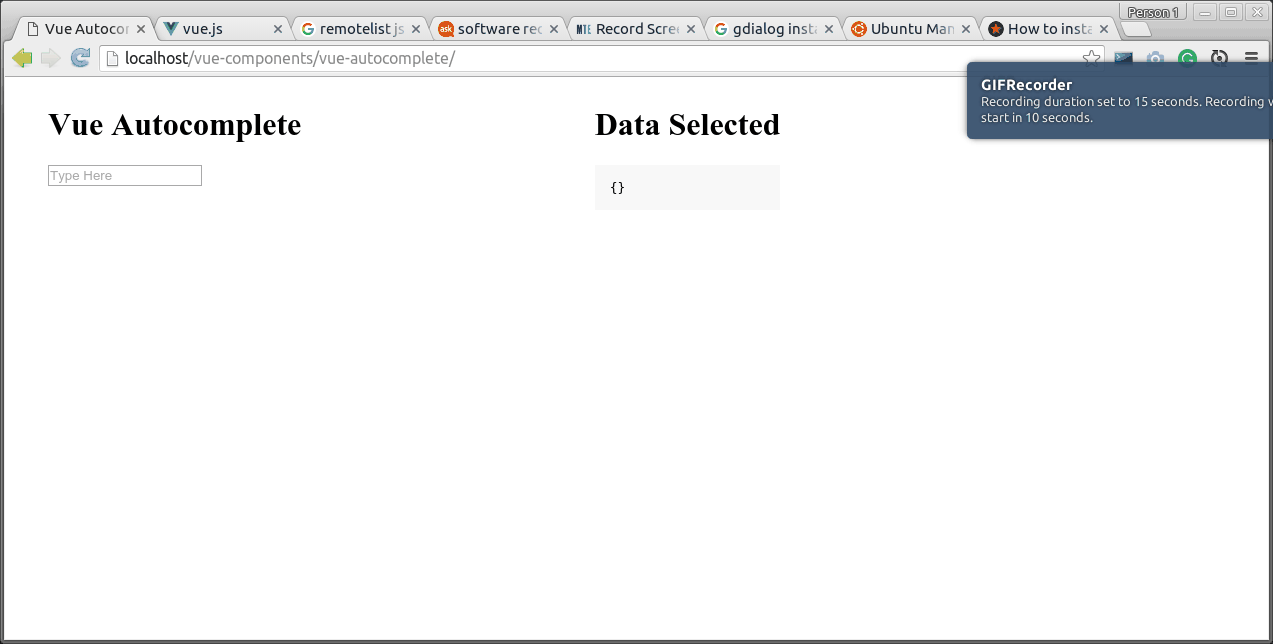 Person 1
Vue Autocor
vue.js
remotelist js
software rec
MTE Record Scree
gdialog insta
Ubuntu Man
How to insta
localhost/vue-components/vue-autocomplete/
GIFRecorder
Recording duration set to 15 seconds. Recording w
start in 10 seconds.
Vue Autocomplete
Type Here
Data Selected
{}